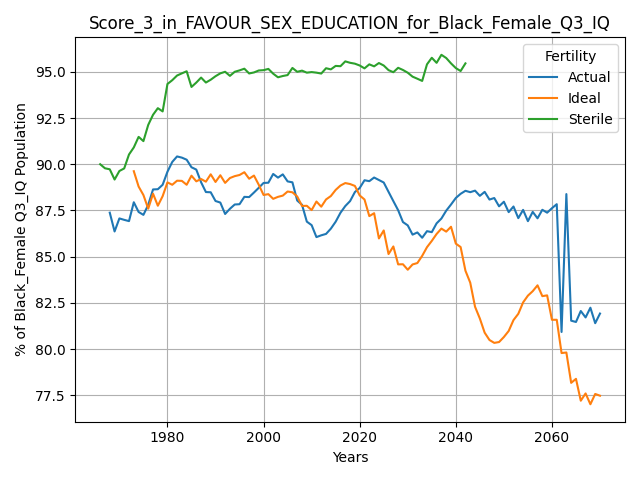 Score_3_in_FAVOUR_SEX_EDUCATION_for_Black_Female_Q3_IQ
Fertility
Actual
Ideal
Sterile
% of Black_Female Q3_IQ Population
95.0
92.5
90.0
87.5
85.0
82.5
80.0
77.5
1980 2000 2020 2040 2060
Years